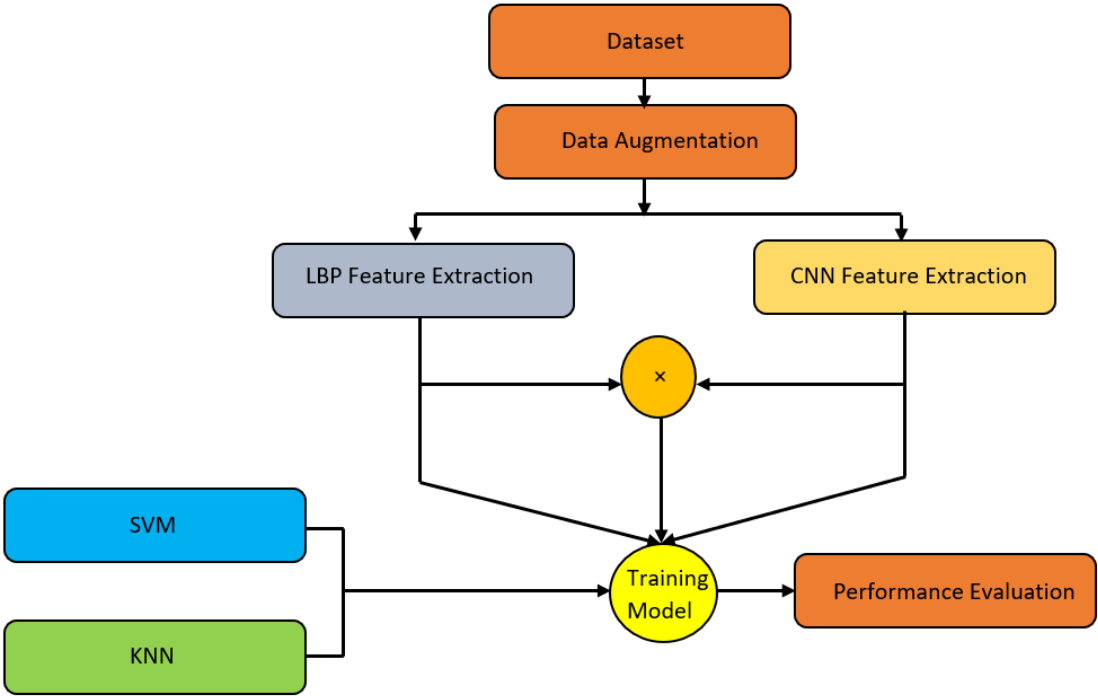 Dataset
Data Augmentation
LBP Feature Extraction
CNN Feature Extraction
×
SVM
Training
Model
Performance Evaluation
KNN